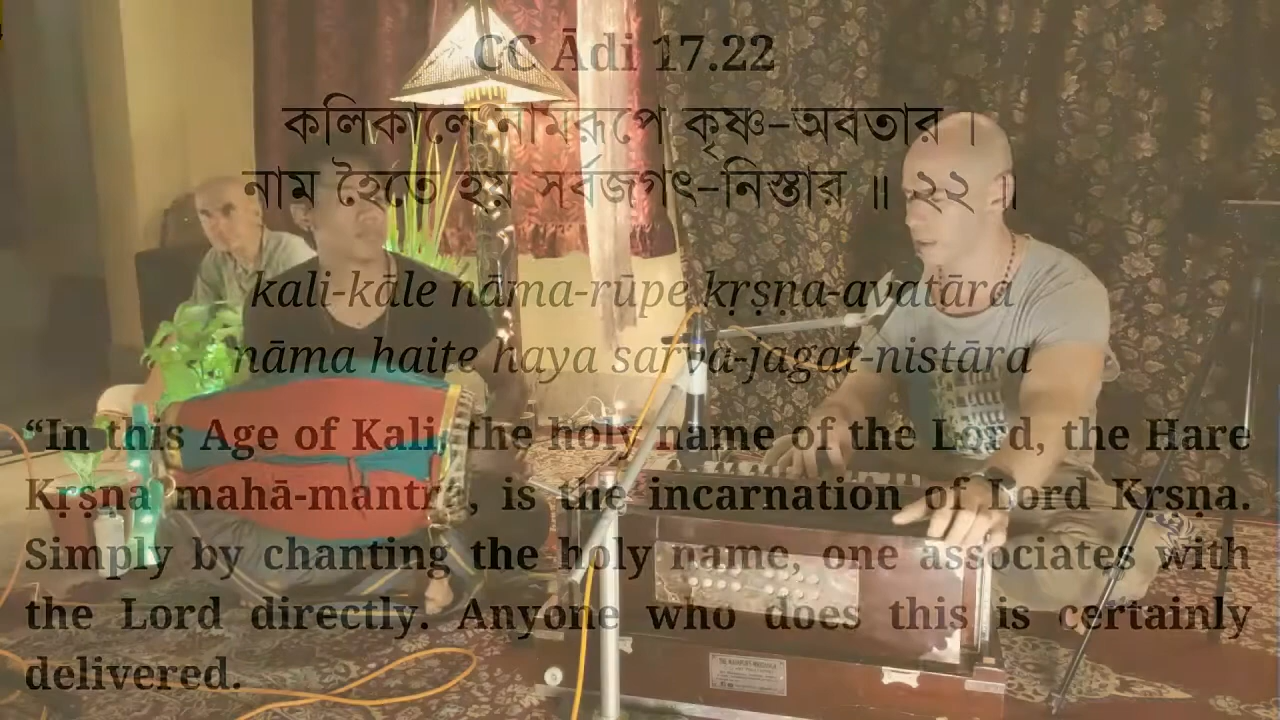 CC Ādi 17.22
কলিকালে নামরূপে কৃষ্ণ-অবতার ।
নাম হৈতে হয় সর্বজগৎ-নিস্তার ॥ ২২ ॥
kali-kāle nāma-rūpe kṛṣṇa-avatāra
nāma haite haya sarva-jagat-nistāra
“In this Age of Kali, the holy name of the Lord, the Hare
Kṛṣṇa mahā-mantra, is the incarnation of Lord Kṛṣṇa.
Simply by chanting the holy name, one associates with
the Lord directly. Anyone who does this is certainly
delivered.